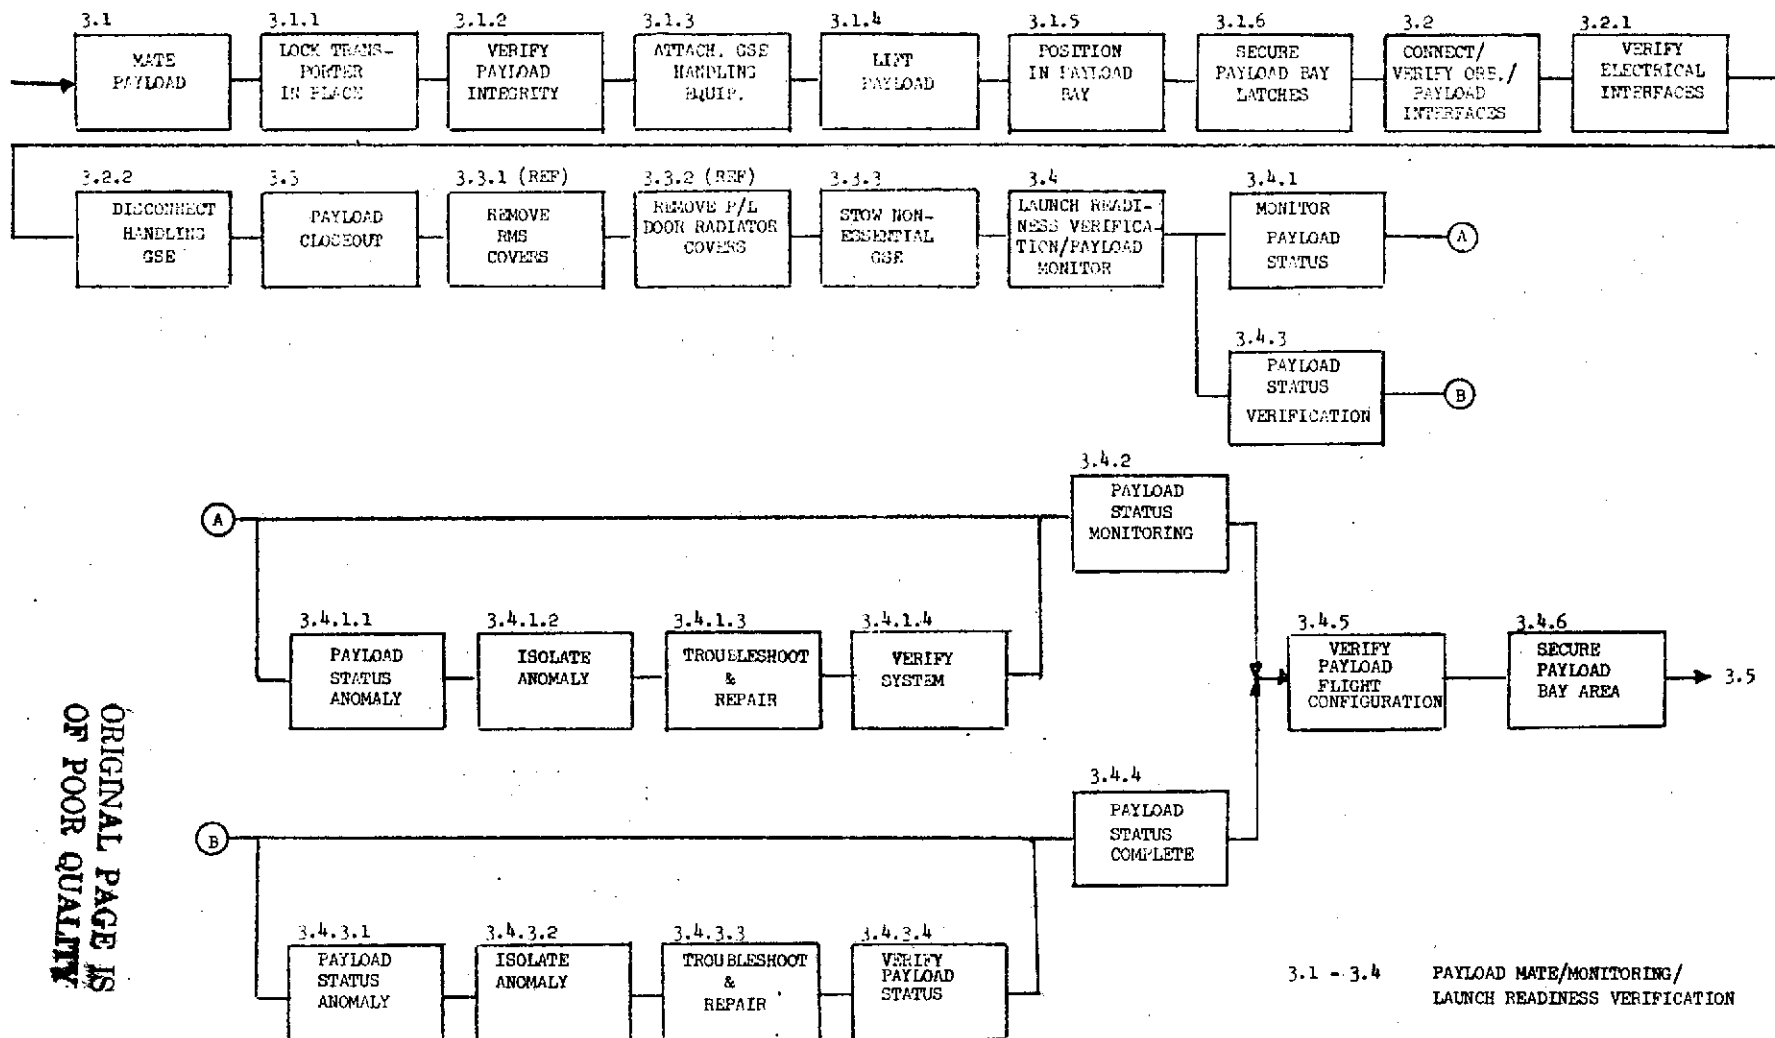 3.1
MATE
PAYLOAD
3.1.1
LOCK TRANS-
PORTER
IN PLACE
3.1.2
VERIFY
PAYLOAD
INTEGRITY
3.1.3
ATTACH. GSE
HANDLING
EQUIP.
3.1.4
LIFT
PAYLOAD
3.1.5
POSITION
IN PAYLOAD
BAY
3.1.6
SECURE
PAYLOAD BAY
LATCHES
3.2
CONNECT/
VERIFY ORB./
PAYLOAD
INTERFACES
3.2.1
VERIFY
ELECTRICAL
INTERFACES
3.2.2
DISCONNECT
HANDLING
GSE
3.3
PAYLOAD
CLOSEOUT
3.3.1 (REF)
REMOVE
RMS
COVERS
3.3.2 (REF)
REMOVE P/L
DOOR RADIATOR
COVERS
3.3.3
STOW NON-
ESSENTIAL
GSE
3.4
LAUNCH READI-
NESS VERIFICA-
TION/PAYLOAD
MONITOR
3.4.1
MONITOR
PAYLOAD
STATUS
A
3.4.3
PAYLOAD
STATUS
VERIFICATION
B
A
3.4.2
PAYLOAD
STATUS
MONITORING
3.4.1.1
PAYLOAD
STATUS
ANOMALY
3.4.1.2
ISOLATE
ANOMALY
3.4.1.3
TROUBLESHOOT
&
REPAIR
3.4.1.4
VERIFY
SYSTEM
3.4.5
VERIFY
PAYLOAD
FLIGHT
CONFIGURATION
3.4.6
SECURE
PAYLOAD
BAY AREA
3.5
B
3.4.4
PAYLOAD
STATUS
COMPLETE
3.4.3.1
PAYLOAD
STATUS
ANOMALY
3.4.3.2
ISOLATE
ANOMALY
3.4.3.3
TROUBLESHOOT
&
REPAIR
3.4.3.4
VERIFY
PAYLOAD
STATUS
3.1 - 3.4 PAYLOAD MATE/MONITORING/
LAUNCH READINESS VERIFICATION
ORIGINAL PAGE IS
OF POOR QUALITY